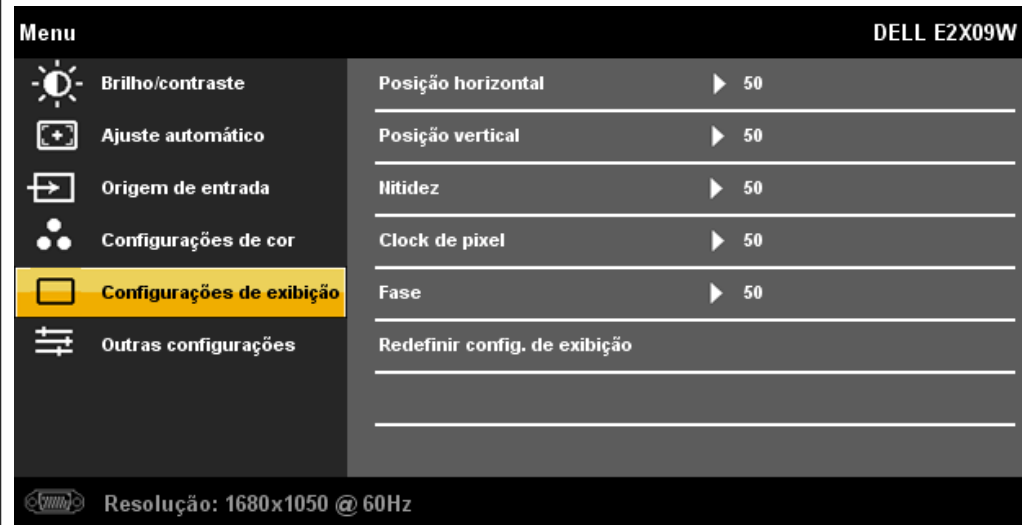 Menu DELL E2X09W
Brilho/contraste Posição horizontal 50
Ajuste automático Posição vertical 50
Origem de entrada Nitidez 50
Configurações de cor Clock de pixel 50
Configurações de exibição Fase 50
Outras configurações Redefinir config. de exibição
Resolução: 1680x1050 @ 60Hz